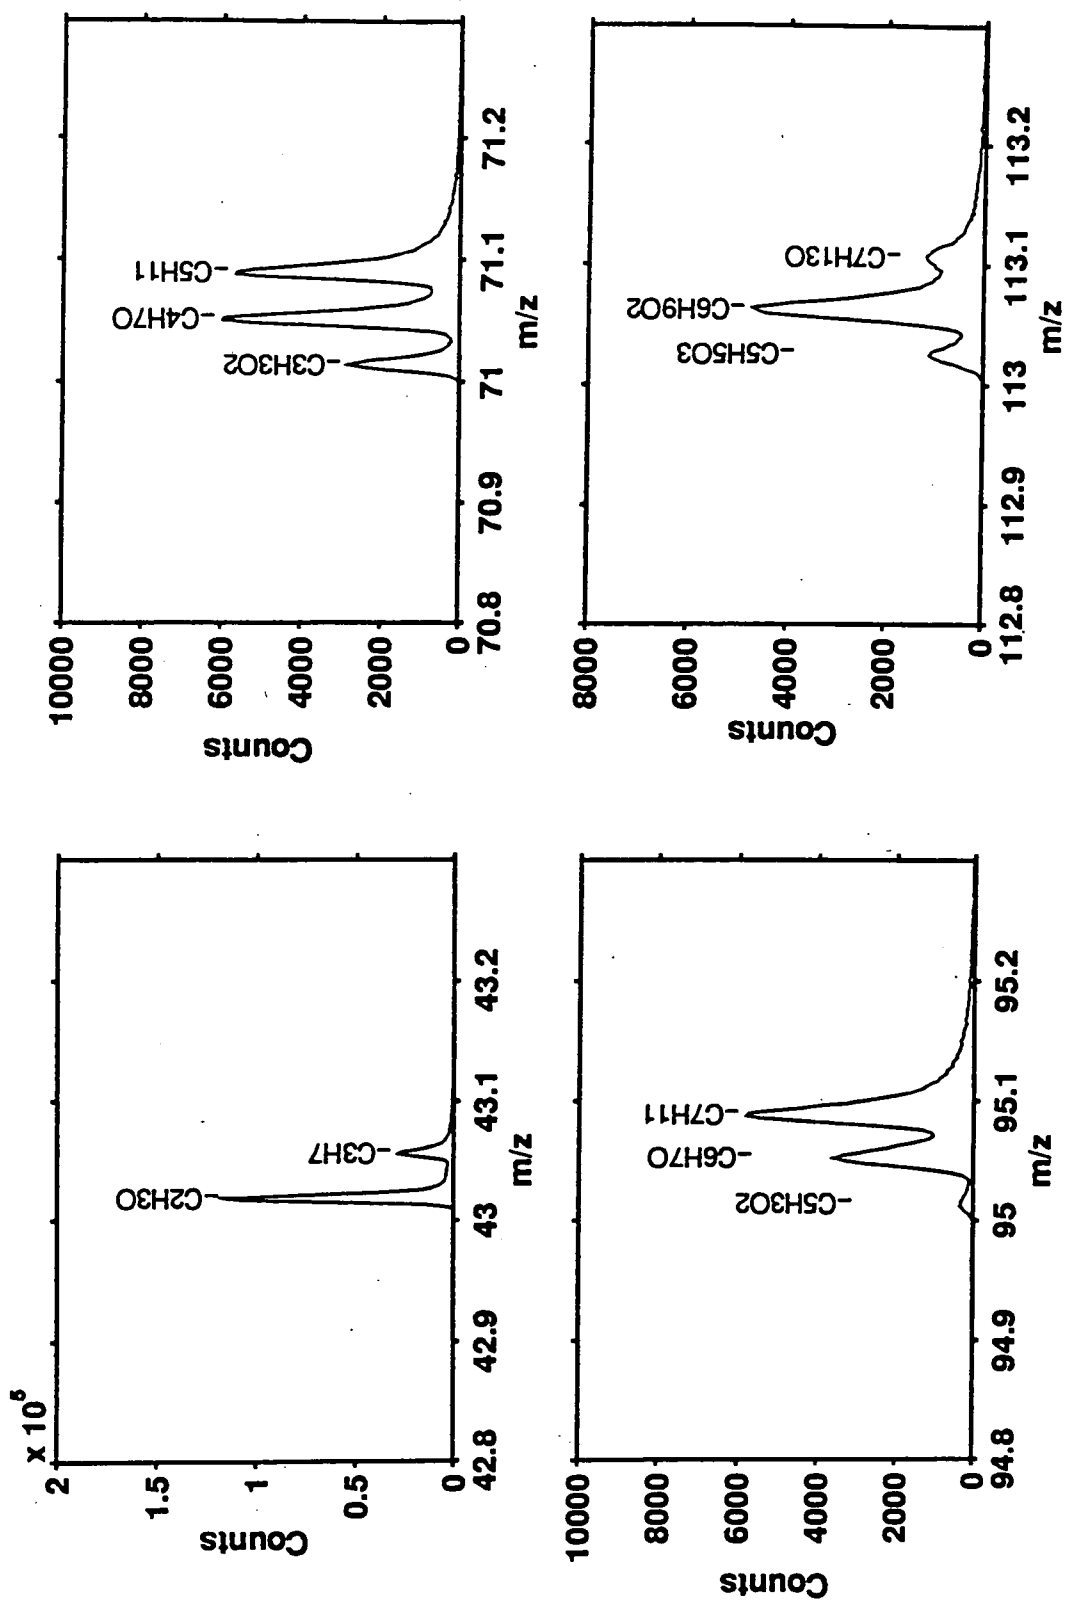 x 10^5
2
1.5
1
0.5
0
Counts
C2H3O
C3H7
42.8 42.9 43 43.1 43.2
m/z
10000
8000
6000
4000
2000
0
Counts
C5H11
C4H7O
C3H3O2
70.8 70.9 71 71.1 71.2
m/z
10000
8000
6000
4000
2000
0
Counts
C7H11
C6H7O
C5H3O2
94.8 94.9 95 95.1 95.2
m/z
8000
6000
4000
2000
0
Counts
C6H9O2
C5H5O3
C7H13O
112.8 112.9 113 113.1 113.2
m/z